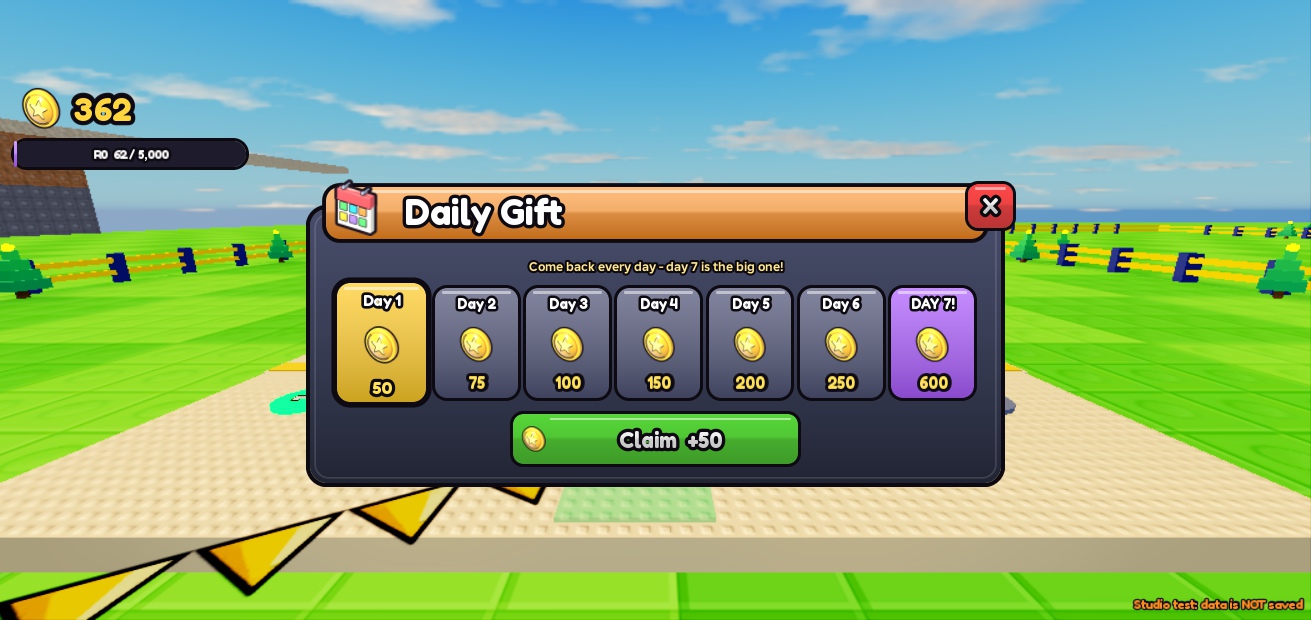 362
R0 62 / 5,000
Daily Gift
X
Come back every day - day 7 is the big one!
Day 1
Day 2
Day 3
Day 4
Day 5
Day 6
DAY 7!
50
75
100
150
200
250
600
Claim +50
Studio test: data is NOT saved